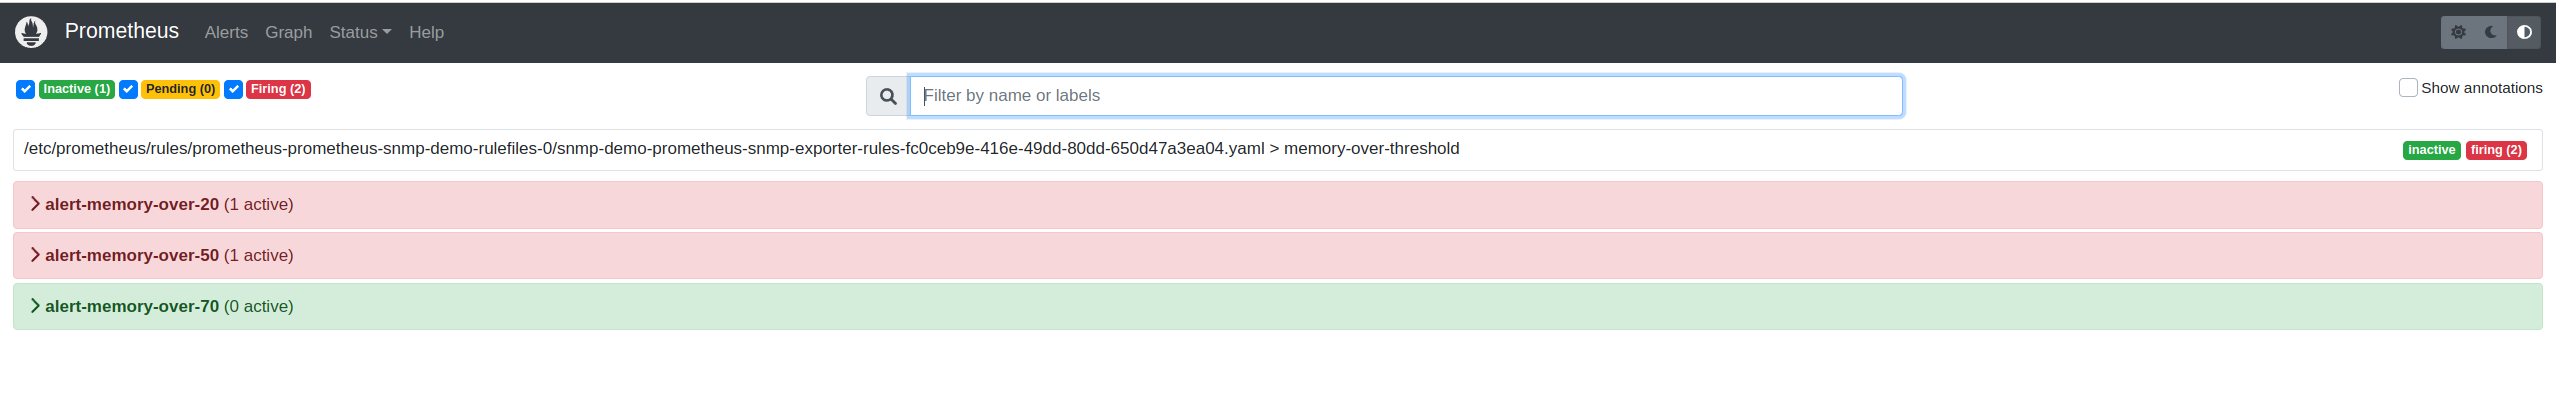 Prometheus Alerts Graph Status Help
Inactive (1) Pending (0) Firing (2) Filter by name or labels Show annotations
/etc/prometheus/rules/prometheus-prometheus-snmp-demo-rulefiles-0/snmp-demo-prometheus-snmp-exporter-rules-fc0ceb9e-416e-49dd-80dd-650d47a3ea04.yaml > memory-over-threshold inactive firing (2)
alert-memory-over-20 (1 active)
alert-memory-over-50 (1 active)
alert-memory-over-70 (0 active)